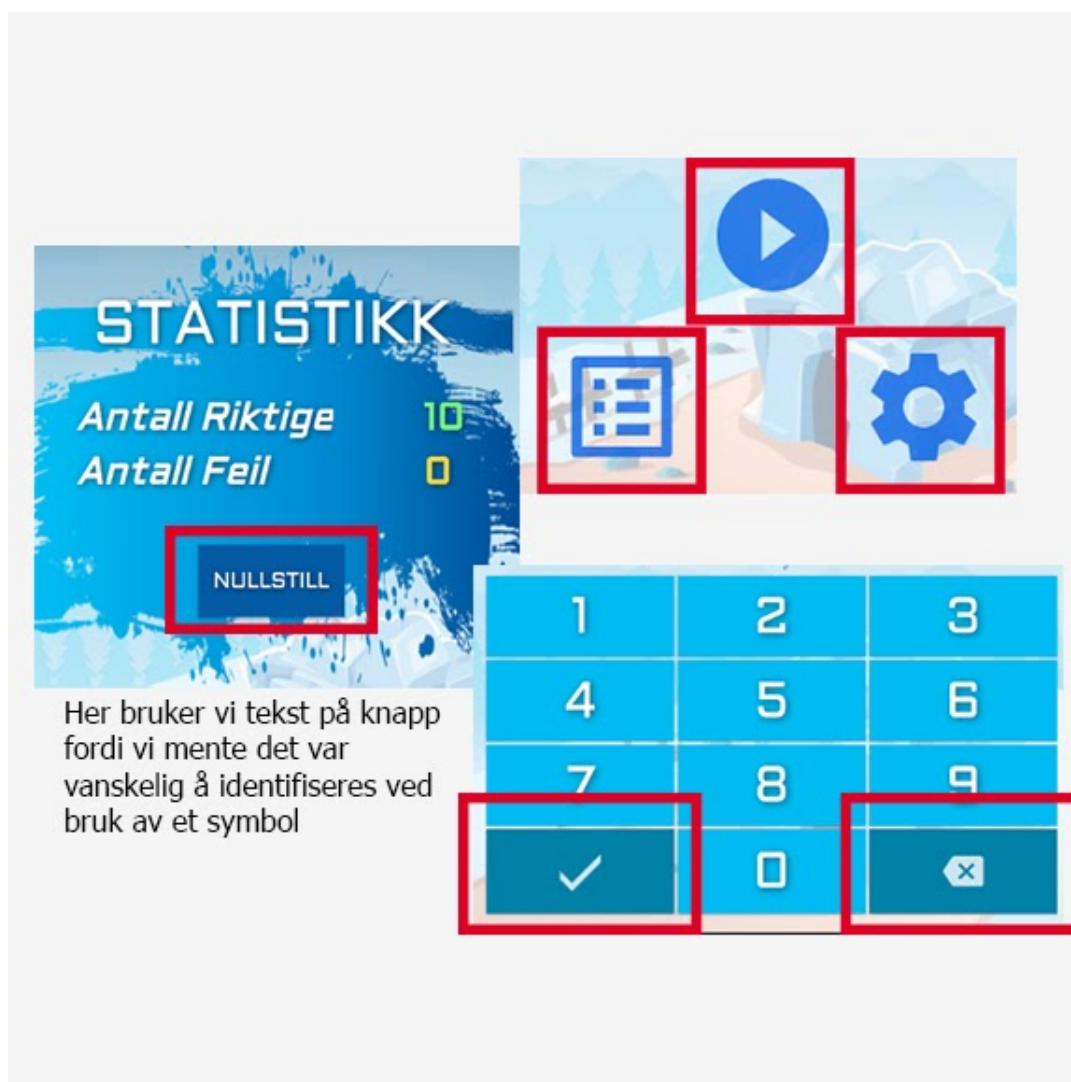 STATISTIKK
Antall Riktige 10
Antall Feil 0
NULLSTILL
Her bruker vi tekst på knapp
fordi vi mente det var
vanskelig å identifiseres ved
bruk av et symbol
1 2 3
4 5 6
7 8 9
0